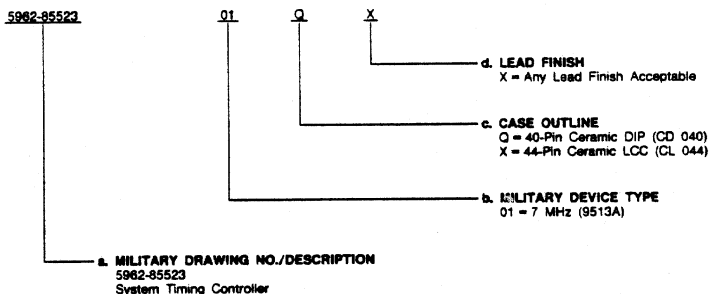 5962-85523 01 Q X
d. LEAD FINISH
X = Any Lead Finish Acceptable
c. CASE OUTLINE
Q = 40-Pin Ceramic DIP (CD 040)
X = 44-Pin Ceramic LCC (CL 044)
b. MILITARY DEVICE TYPE
01 = 7 MHz (9513A)
a. MILITARY DRAWING NO./DESCRIPTION
5962-85523
System Timing Controller